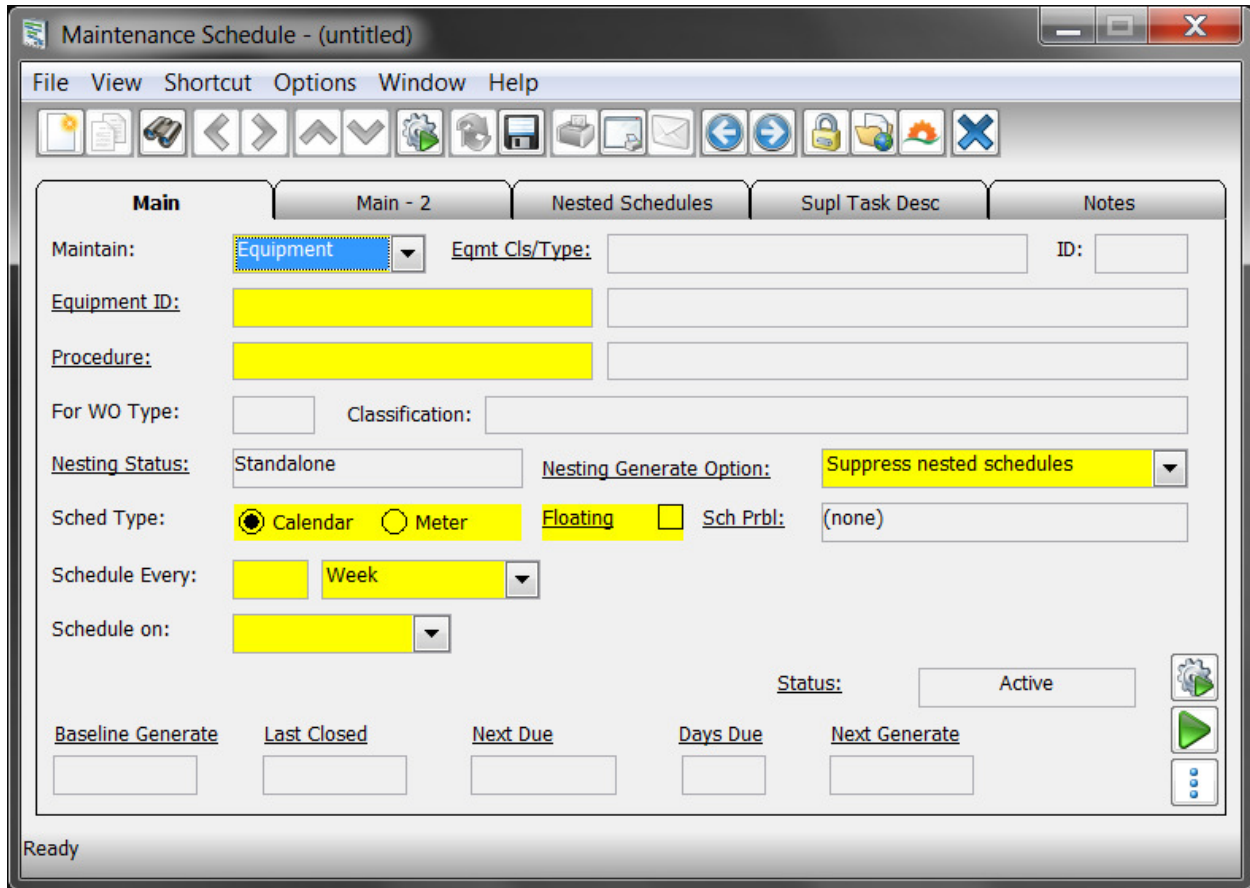 Maintenance Schedule - (untitled)
File View Shortcut Options Window Help
Main Main - 2 Nested Schedules Supl Task Desc Notes
Maintain: Equipment Eqmt Cls/Type: ID:
Equipment ID:
Procedure:
For WO Type: Classification:
Nesting Status: Standalone Nesting Generate Option: Suppress nested schedules
Sched Type: Calendar Meter Floating Sch Prbl: (none)
Schedule Every: Week
Schedule on:
Status: Active
Baseline Generate Last Closed Next Due Days Due Next Generate
Ready